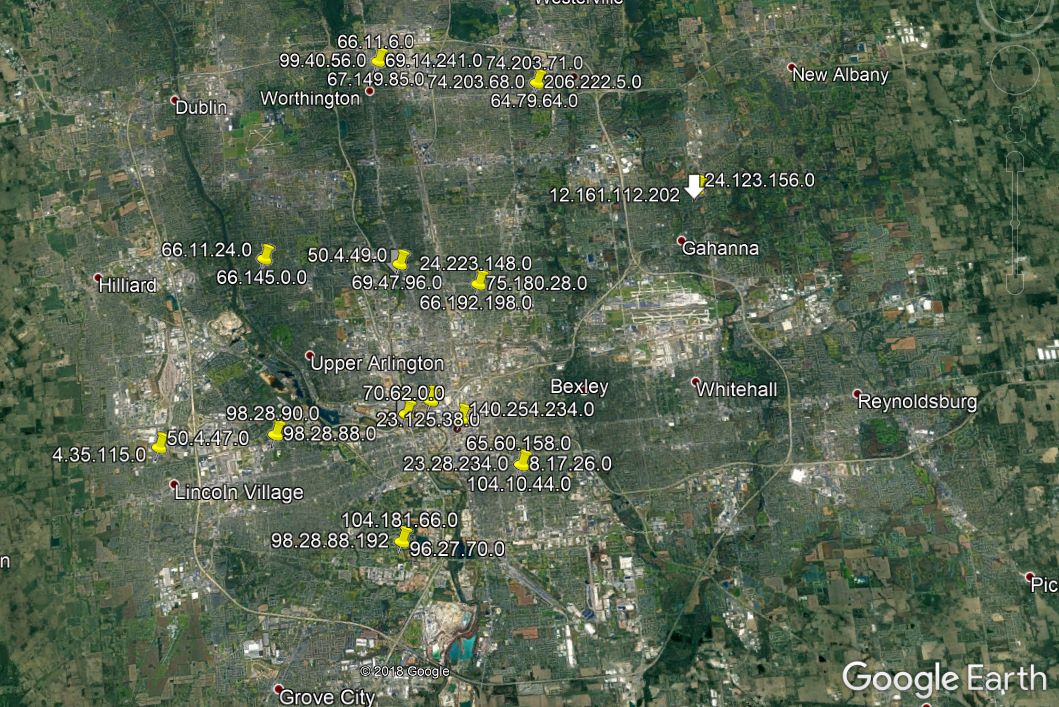 Westerville
66.11.6.0
99.40.56.0 69.14.241.0 74.203.71.0
67.149.85.0 74.203.68.0 206.222.5.0
New Albany
Dublin
Worthington
64.79.64.0
24.123.156.0
12.161.112.202
66.11.24.0
50.4.49.0
24.223.148.0
Gahanna
66.145.0.0
69.47.96.0
75.180.28.0
Hilliard
66.192.198.0
Upper Arlington
Bexley
Whitehall
70.62.0.0
Reynoldsburg
98.28.90.0
23.125.38.0
140.254.234.0
50.4.47.0
98.28.88.0
65.60.158.0
4.35.115.0
23.28.234.0
8.17.26.0
104.10.44.0
Lincoln Village
104.181.66.0
98.28.88.192
96.27.70.0
n
Pic
© 2018 Google
Google Earth
Grove City